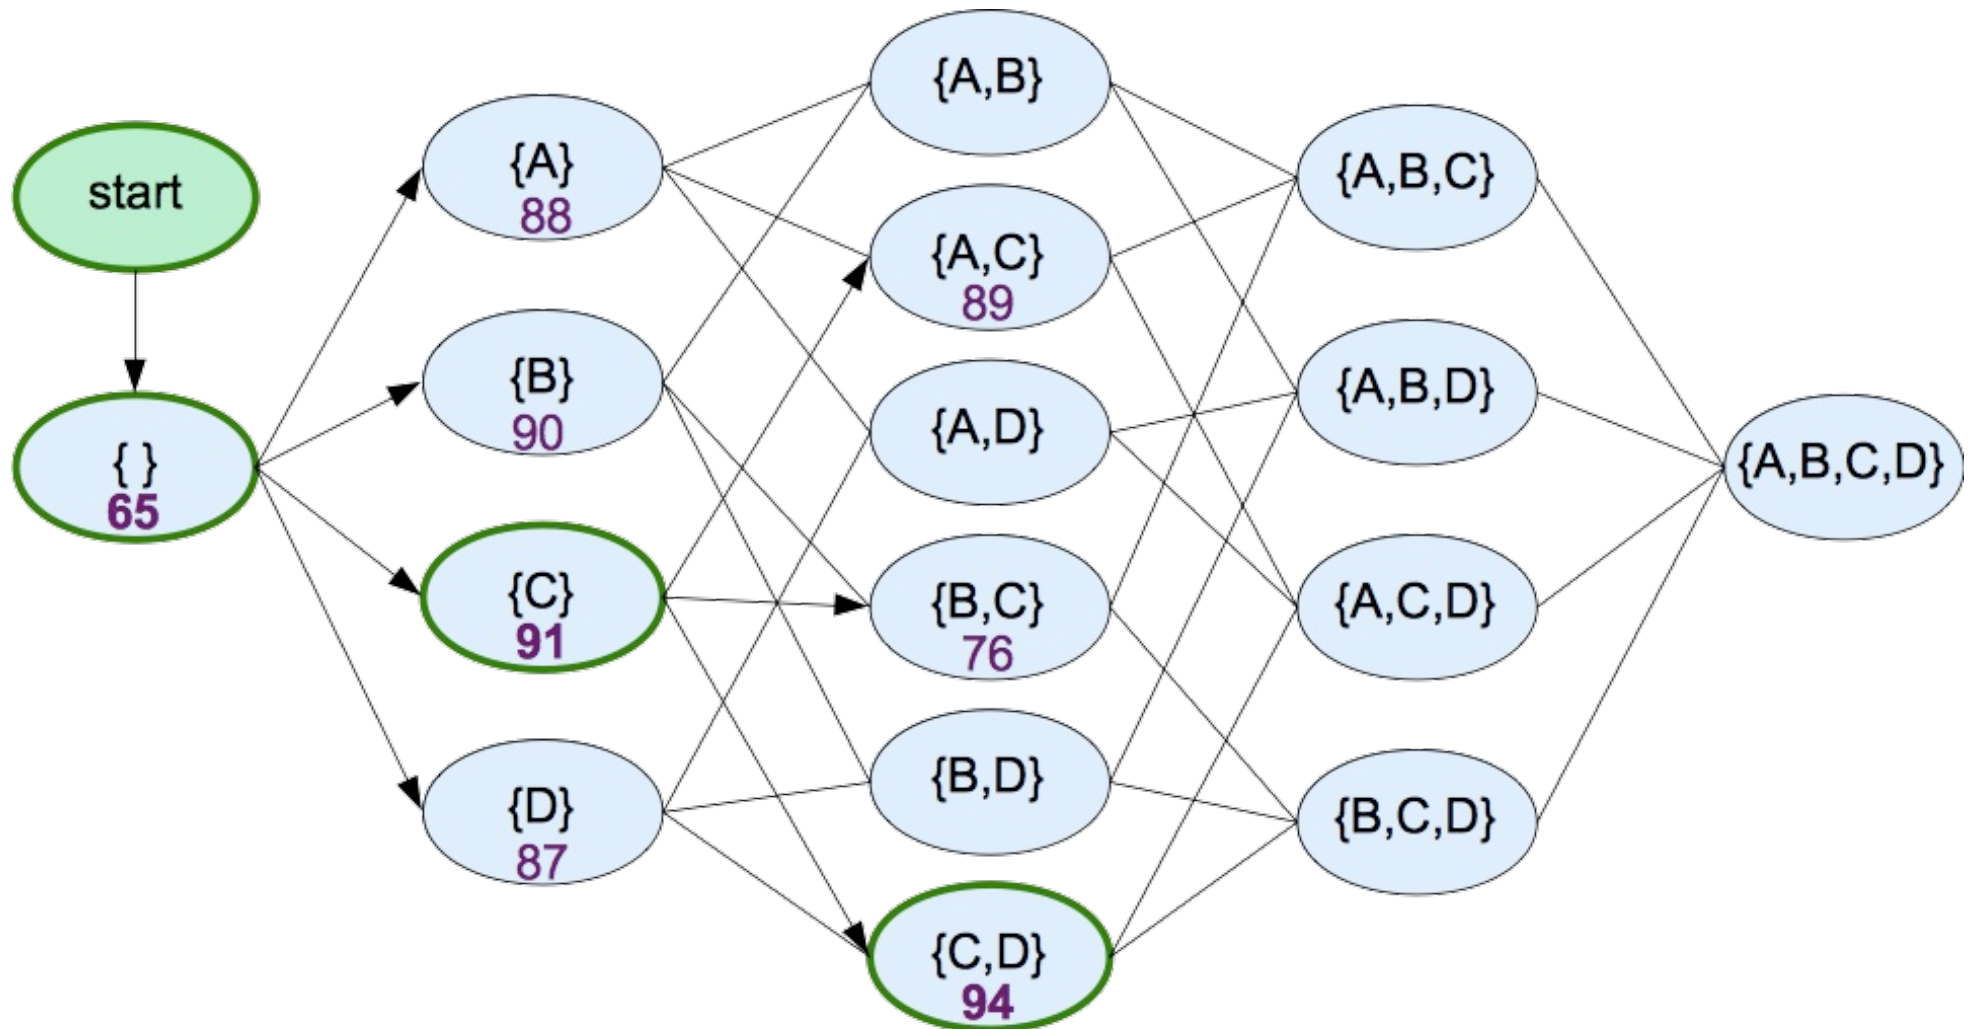 start
{ }
65
{A}
88
{B}
90
{C}
91
{D}
87
{A,B}
{A,C}
89
{A,D}
{B,C}
76
{B,D}
{C,D}
94
{A,B,C}
{A,B,D}
{A,C,D}
{B,C,D}
{A,B,C,D}